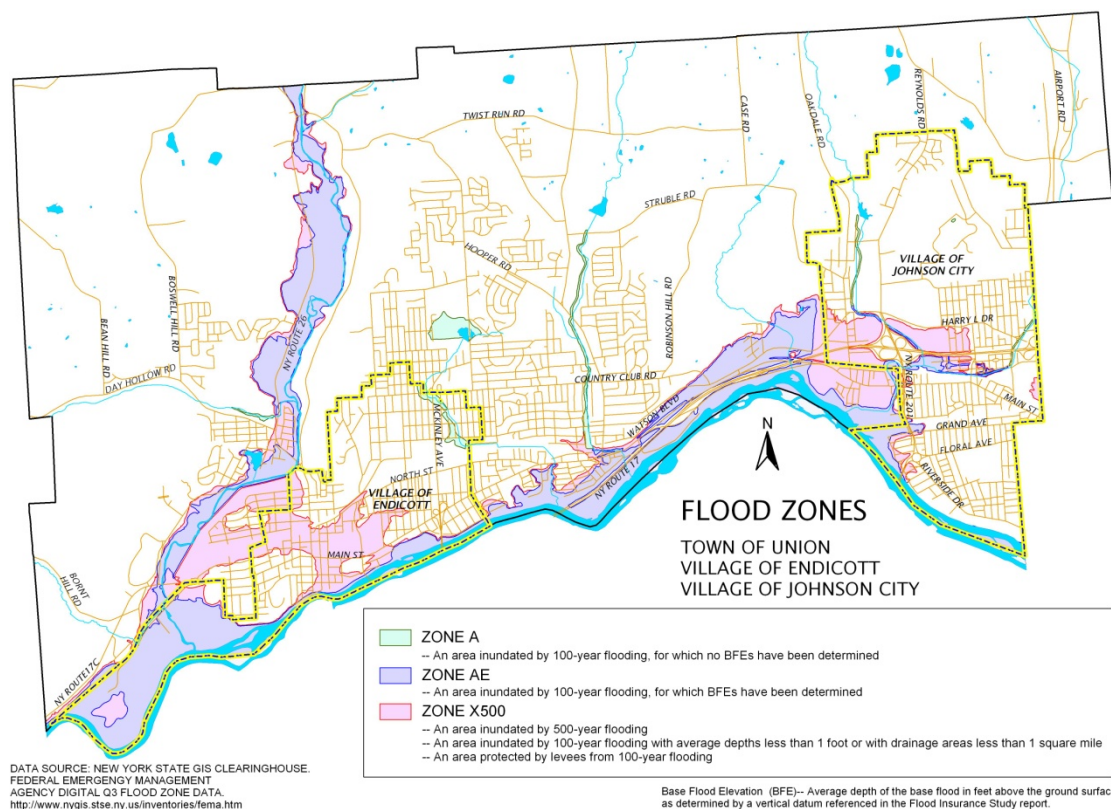 TWIST RUN RD
CASE RD
OAKDALE RD
REYNOLDS RD
AIRPORT RD
STRUBLE RD
HOOPER RD
VILLAGE OF
JOHNSON CITY
BOSWELL HILL RD
BEAN HILL RD
DAY HOLLOW RD
NY ROUTE 26
ROBINSON HILL RD
HARRY L DR
COUNTRY CLUB RD
MCKINLEY AVE
WATSON BLVD
NY ROUTE 201
MAIN ST
GRAND AVE
FLORAL AVE
RIVERSIDE DR
NORTH ST
VILLAGE OF
ENDICOTT
NY ROUTE 17
MAIN ST
N
BORNT
HILL RD
NY ROUTE17C
FLOOD ZONES
TOWN OF UNION
VILLAGE OF ENDICOTT
VILLAGE OF JOHNSON CITY
ZONE A
-- An area inundated by 100-year flooding, for which no BFEs have been determined
ZONE AE
-- An area inundated by 100-year flooding, for which BFEs have been determined
ZONE X500
-- An area inundated by 500-year flooding
-- An area inundated by 100-year flooding with average depths less than 1 foot or with drainage areas less than 1 square mile
-- An area protected by levees from 100-year flooding
DATA SOURCE: NEW YORK STATE GIS CLEARINGHOUSE.
FEDERAL EMERGENGY MANAGEMENT
AGENCY DIGITAL Q3 FLOOD ZONE DATA.
http://www.nygis.stse.ny.us/inventories/fema.htm
Base Flood Elevation (BFE)-- Average depth of the base flood in feet above the ground surfac
as determined by a vertical datum referenced in the Flood Insurance Study report.